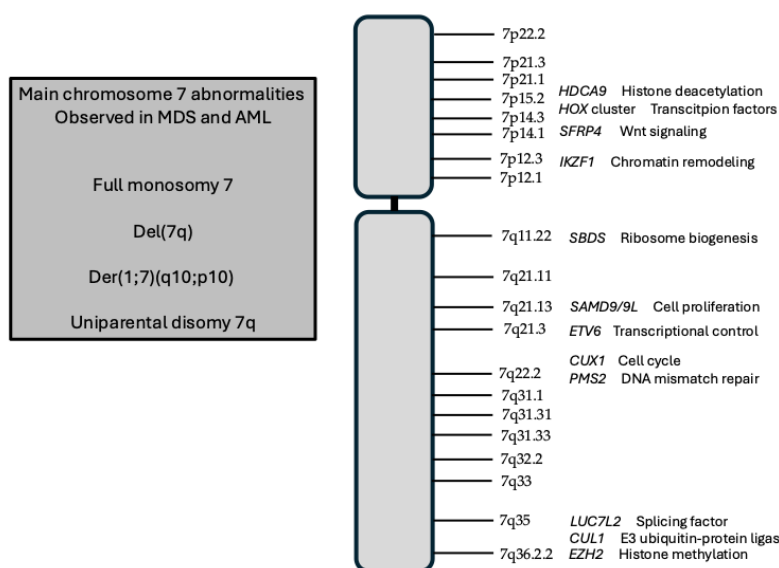 Main chromosome 7 abnormalities
Observed in MDS and AML
Full monosomy 7
Del(7q)
Der(1;7)(q10;p10)
Uniparental disomy 7q
7p22.2
7p21.3
7p21.1
HDCA9 Histone deacetylation
7p15.2
HOX cluster Transcitpion factors
7p14.3
7p14.1 SFRP4 Wnt signaling
7p12.3 IKZF1 Chromatin remodeling
7p12.1
7q11.22 SBDS Ribosome biogenesis
7q21.11
7q21.13 SAMD9/9L Cell proliferation
7q21.3 ETV6 Transcriptional control
CUX1 Cell cycle
7q22.2 PMS2 DNA mismatch repair
7q31.1
7q31.31
7q31.33
7q32.2
7q33
7q35 LUC7L2 Splicing factor
CUL1 E3 ubiquitin-protein ligas
7q36.2.2 EZH2 Histone methylation